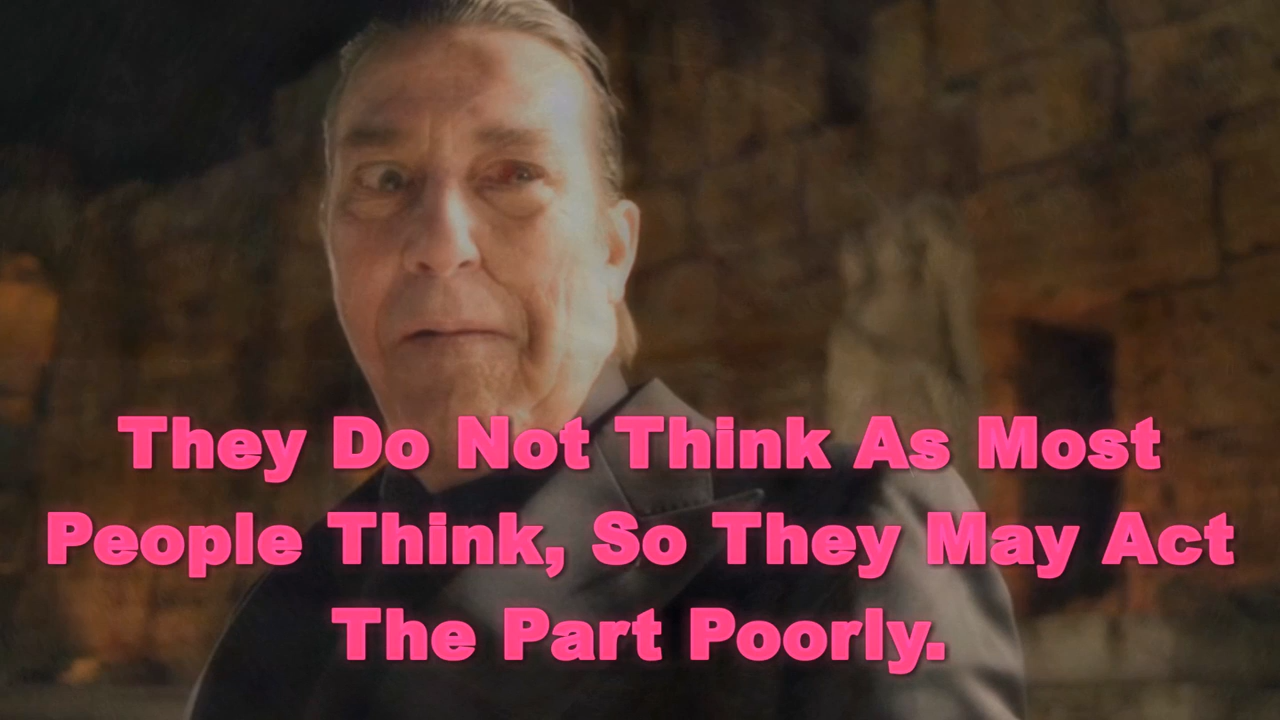 They Do Not Think As Most
People Think, So They May Act
The Part Poorly.